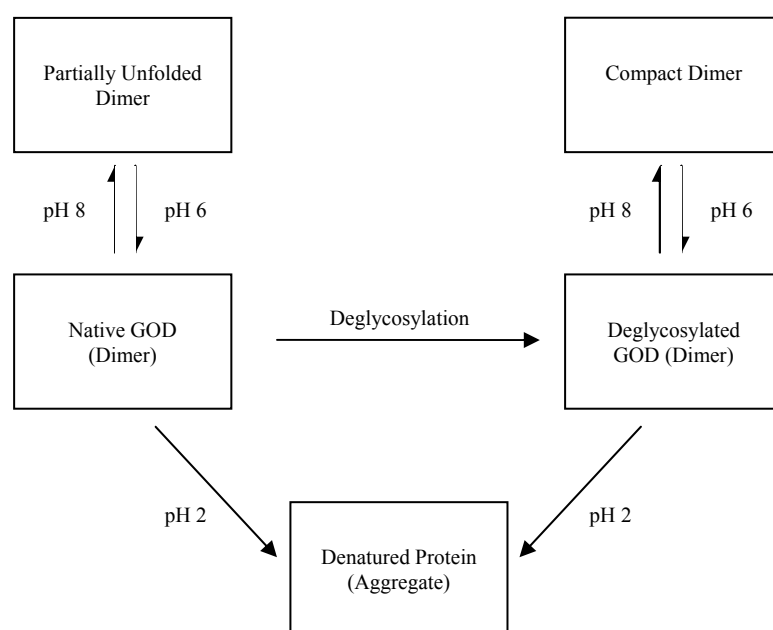 Partially Unfolded
Dimer
Compact Dimer
pH 8
pH 6
pH 8
pH 6
Native GOD
(Dimer)
Deglycosylation
Deglycosylated
GOD (Dimer)
pH 2
pH 2
Denatured Protein
(Aggregate)